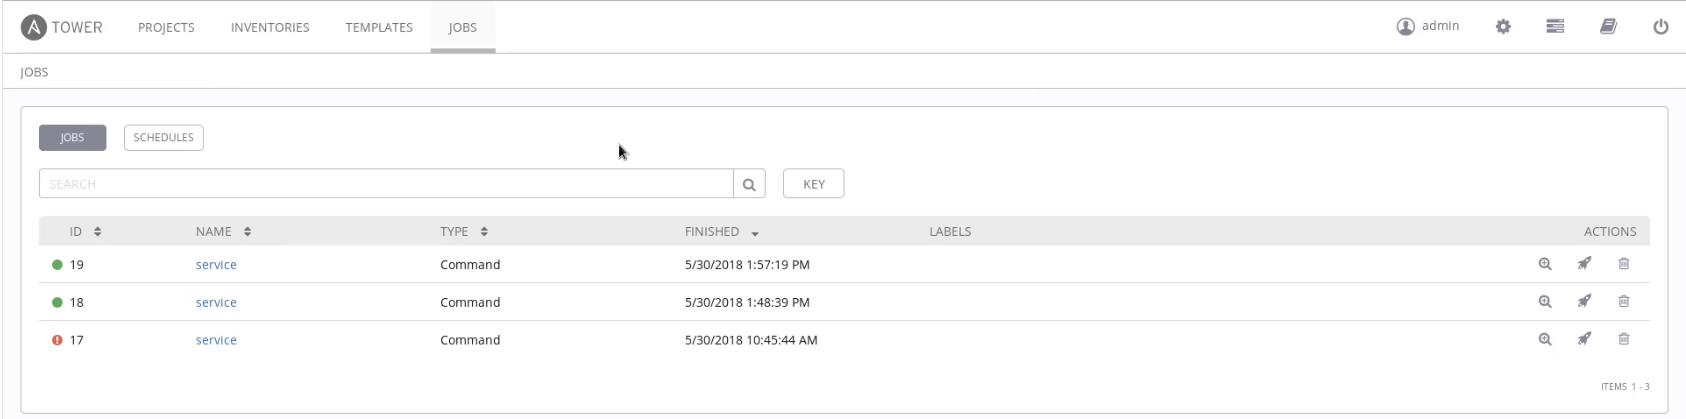 A TOWER PROJECTS INVENTORIES TEMPLATES JOBS admin
JOBS
JOBS SCHEDULES
SEARCH KEY
ID NAME TYPE FINISHED LABELS ACTIONS
19 service Command 5/30/2018 1:57:19 PM
18 service Command 5/30/2018 1:48:39 PM
! 17 service Command 5/30/2018 10:45:44 AM
ITEMS 1 - 3